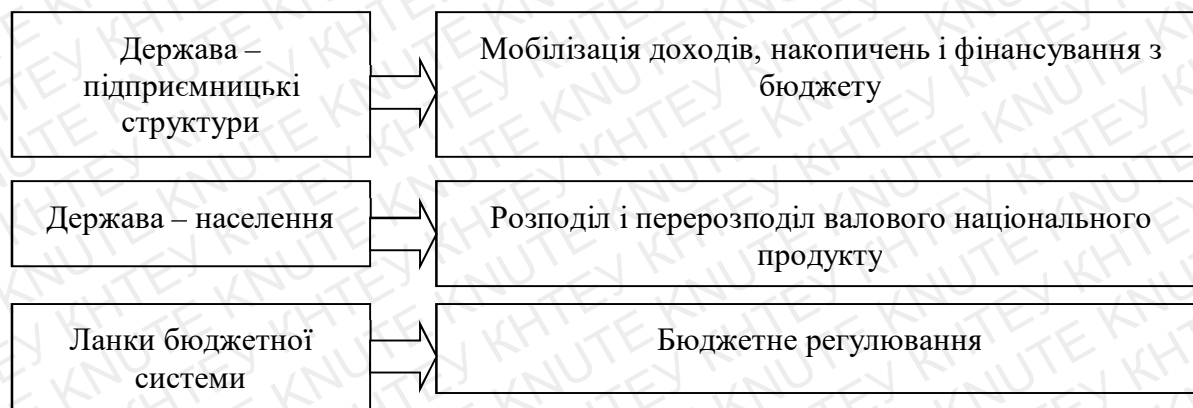 Держава –
підприємницькі
структури
Мобілізація доходів, накопичень і фінансування з
бюджету
Держава – населення
Розподіл і перерозподіл валового національного
продукту
Ланки бюджетної
системи
Бюджетне регулювання